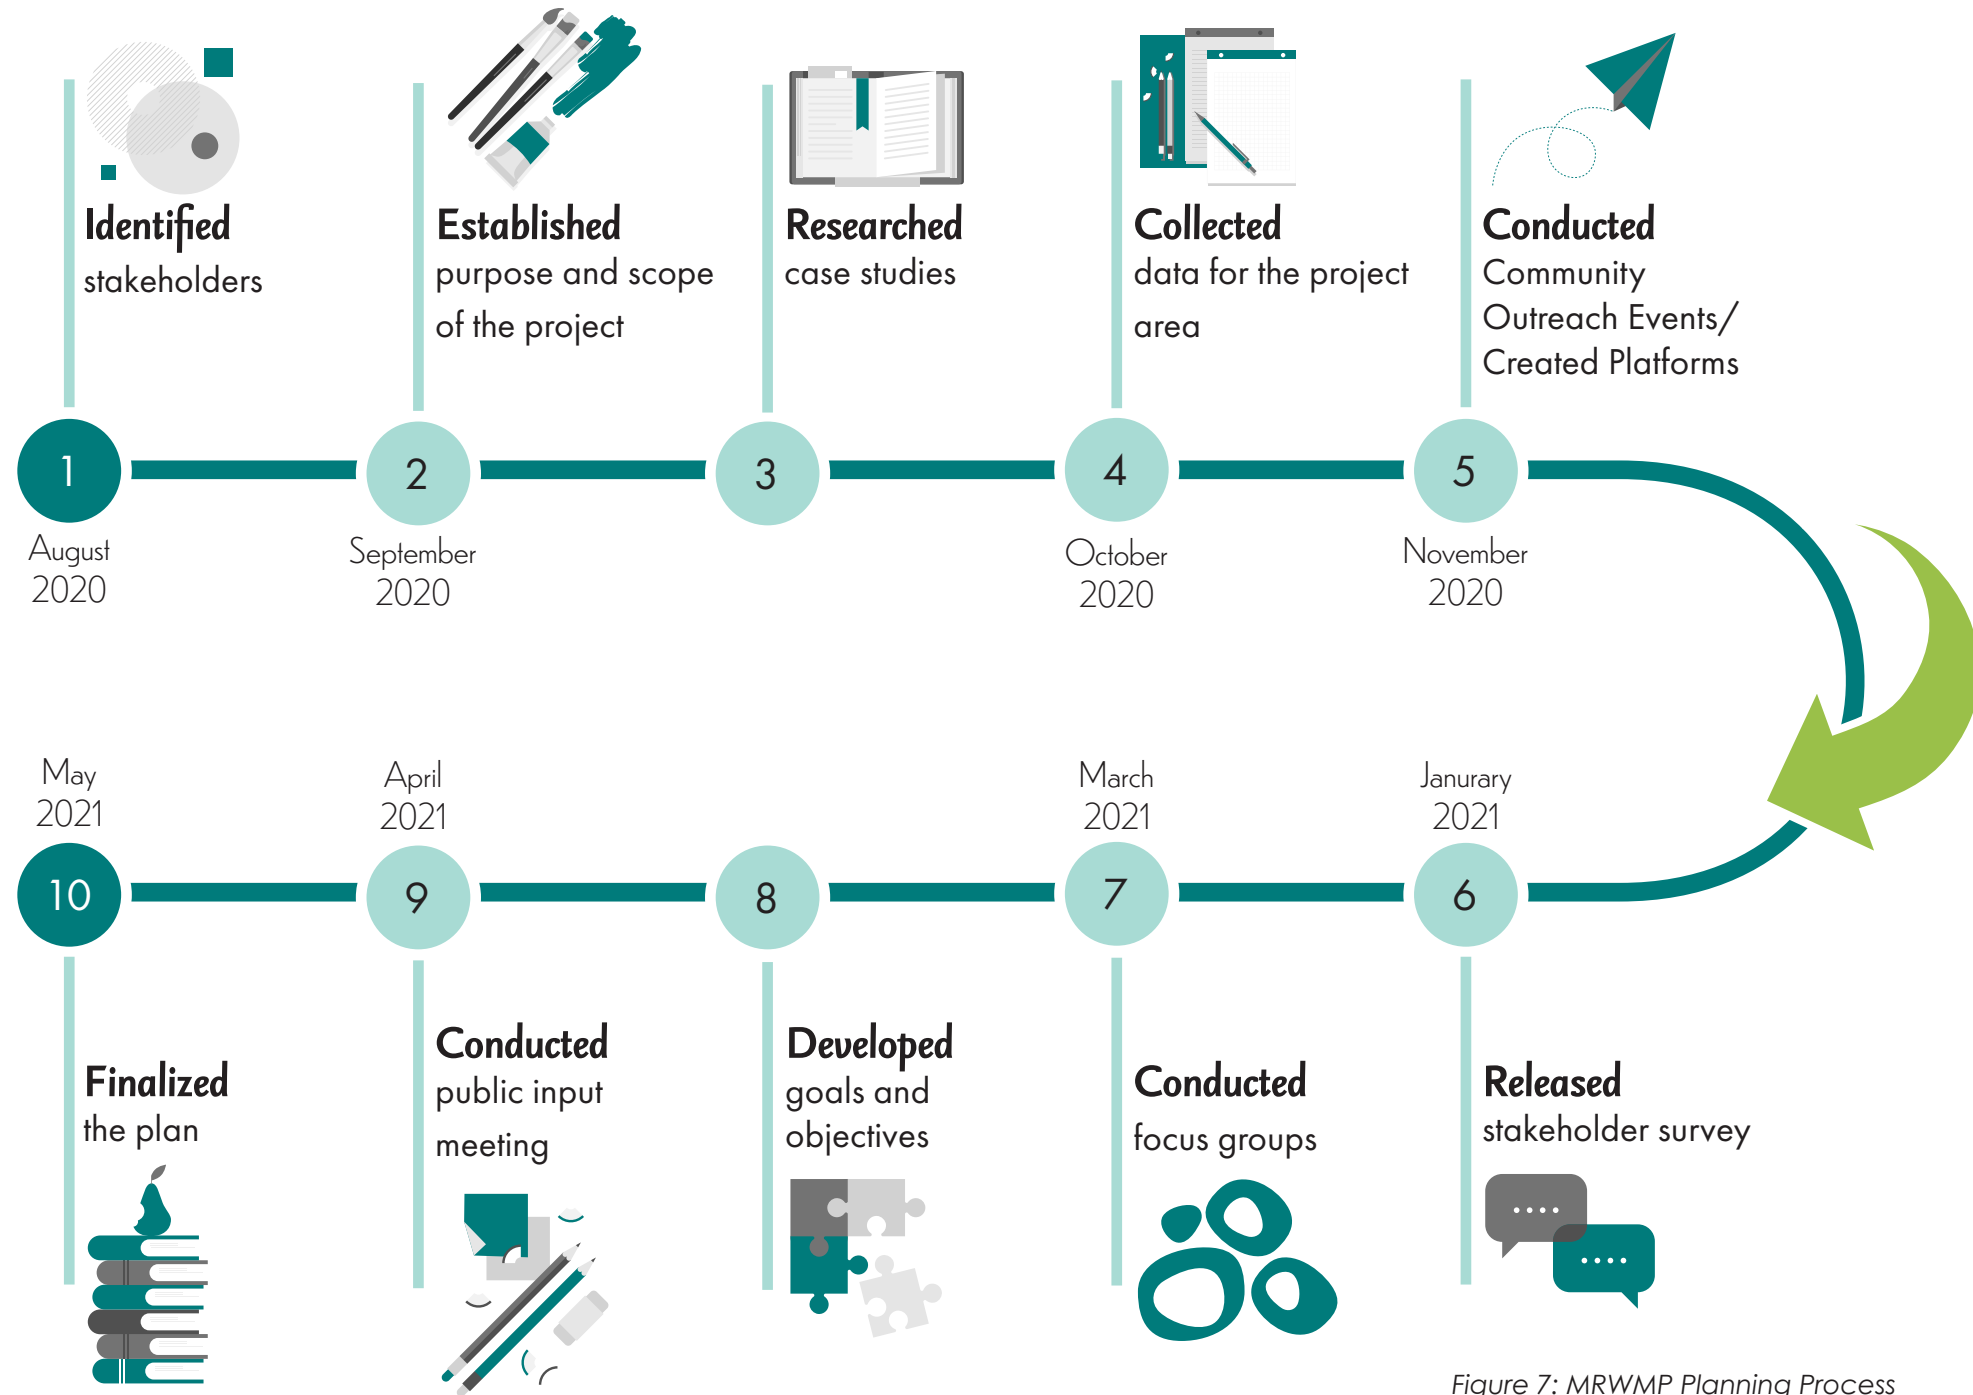 Identified
stakeholders
Established
purpose and scope
of the project
Researched
case studies
Collected
data for the project
area
Conducted
Community
Outreach Events/
Created Platforms
1
2
3
4
5
August
2020
September
2020
October
2020
November
2020
May
2021
April
2021
March
2021
Janurary
2021
10
9
8
7
6
Finalized
the plan
Conducted
public input
meeting
Developed
goals and
objectives
Conducted
focus groups
Released
stakeholder survey
Figure 7: MRWMP Planning Process